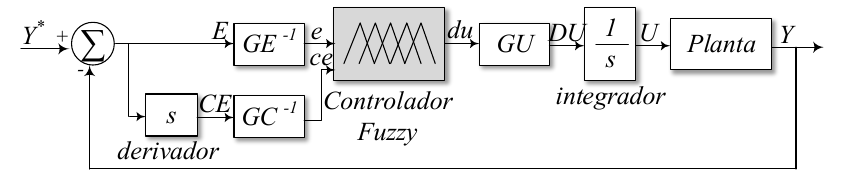 Y* + Σ E GE⁻¹ e du GU DU 1/s U Planta Y
-
ce
s CE GC⁻¹
Controlador
Fuzzy
integrador
derivador